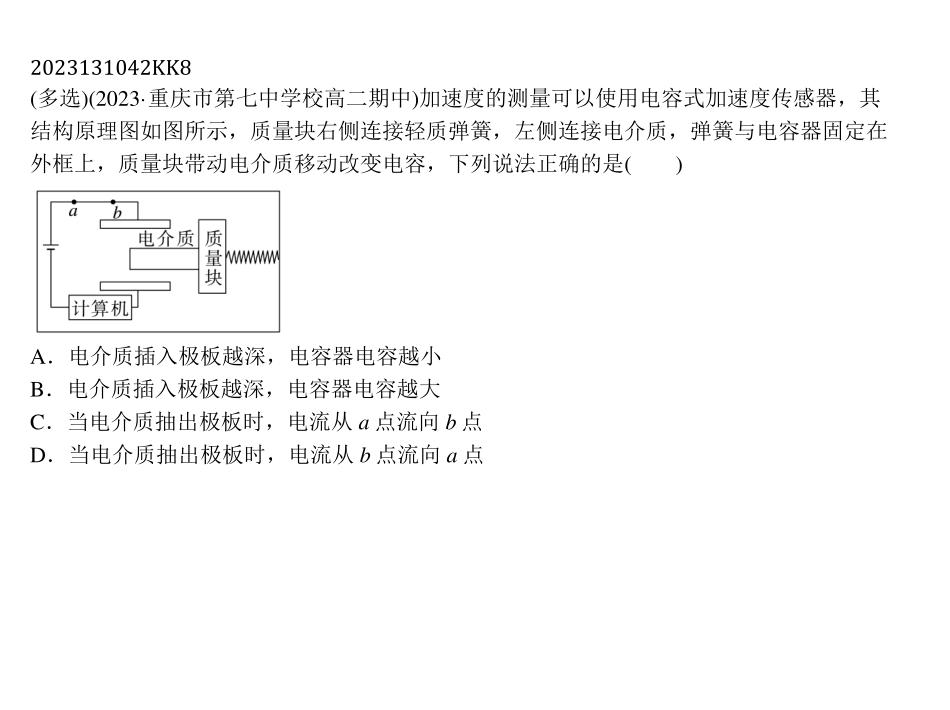 2023131042KK8
(多选)(2023·重庆市第七中学校高二期中)加速度的测量可以使用电容式加速度传感器，其
结构原理图如图所示，质量块右侧连接轻质弹簧，左侧连接电介质，弹簧与电容器固定在
外框上，质量块带动电介质移动改变电容，下列说法正确的是(　　)
a b
电介质
质量块
计算机
A．电介质插入极板越深，电容器电容越小
B．电介质插入极板越深，电容器电容越大
C．当电介质抽出极板时，电流从 a 点流向 b 点
D．当电介质抽出极板时，电流从 b 点流向 a 点